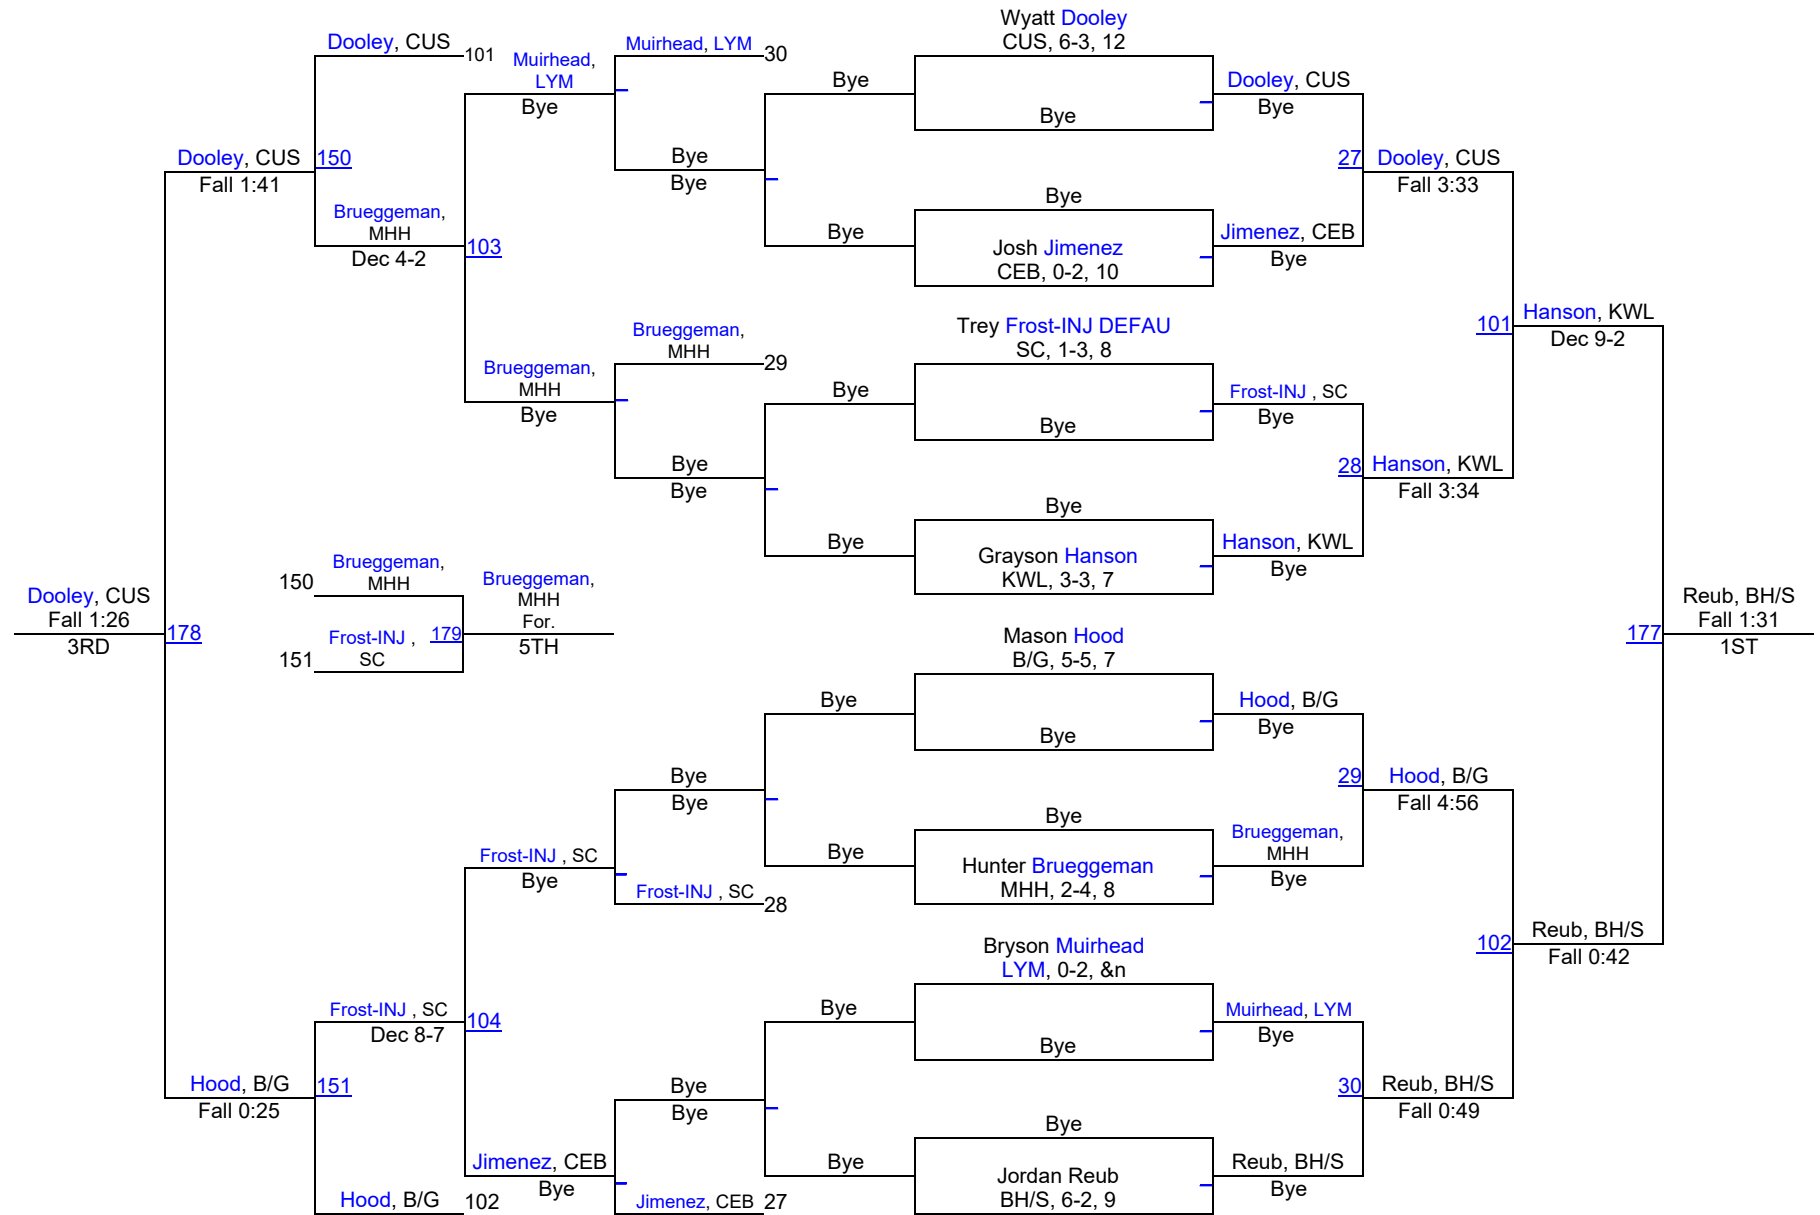 Dooley, CUS
101
Dooley, CUS
Fall 1:41
150
Brueggeman,
MHH
Dec 4-2
103
Muirhead,
LYM
Bye
Muirhead, LYM
30
Bye
Bye
Brueggeman,
MHH
Bye
Brueggeman,
MHH
29
Bye
Bye
Bye
Bye
Bye
Bye
Wyatt Dooley
CUS, 6-3, 12
Bye
Bye
Josh Jimenez
CEB, 0-2, 10
Trey Frost-INJ DEFAU
SC, 1-3, 8
Bye
Bye
Grayson Hanson
KWL, 3-3, 7
Dooley, CUS
Bye
27
Jimenez, CEB
Bye
Dooley, CUS
Fall 3:33
Frost-INJ , SC
Bye
28
Hanson, KWL
Bye
Hanson, KWL
Fall 3:34
101
Hanson, KWL
Dec 9-2
Dooley, CUS
Fall 1:26
3RD
178
150
Brueggeman,
MHH
151
Frost-INJ ,
SC
179
Brueggeman,
MHH
For.
5TH
177
Reub, BH/S
Fall 1:31
1ST
Mason Hood
B/G, 5-5, 7
Bye
Bye
Hunter Brueggeman
MHH, 2-4, 8
Bryson Muirhead
LYM, 0-2, &n
Bye
Bye
Jordan Reub
BH/S, 6-2, 9
Hood, B/G
Bye
29
Brueggeman,
MHH
Bye
Hood, B/G
Fall 4:56
Muirhead, LYM
Bye
30
Reub, BH/S
Bye
Reub, BH/S
Fall 0:49
102
Reub, BH/S
Fall 0:42
Bye
Bye
Bye
Bye
Bye
Bye
Frost-INJ , SC
28
Frost-INJ , SC
Bye
Frost-INJ , SC
Dec 8-7
104
Bye
Bye
Jimenez, CEB
27
Jimenez, CEB
Bye
Hood, B/G
Fall 0:25
151
Hood, B/G
102